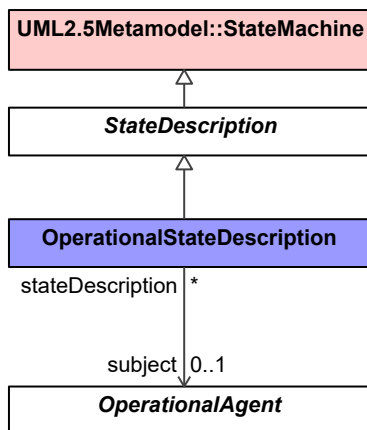 UML2.5Metamodel::StateMachine
StateDescription
OperationalStateDescription
stateDescription *
subject 0..1
OperationalAgent